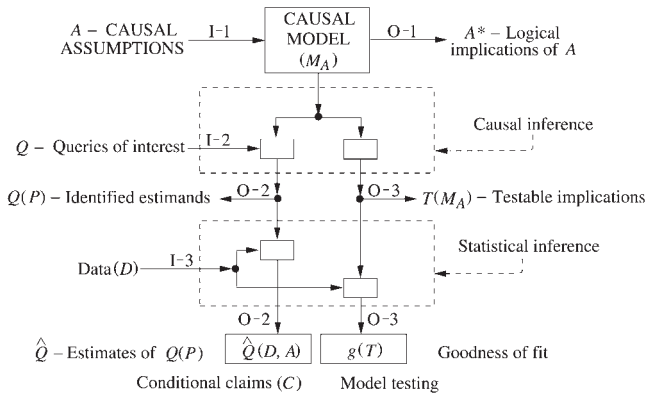 A – CAUSAL ASSUMPTIONS
I-1
CAUSAL MODEL (M_A)
O-1
A* – Logical implications of A
Causal inference
Q – Queries of interest
I-2
Q(P) – Identified estimands
O-2
O-3
T(M_A) – Testable implications
Statistical inference
Data(D)
I-3
O-2
O-3
Q̂ – Estimates of Q(P)
Q̂(D, A)
g(T)
Goodness of fit
Conditional claims (C)
Model testing